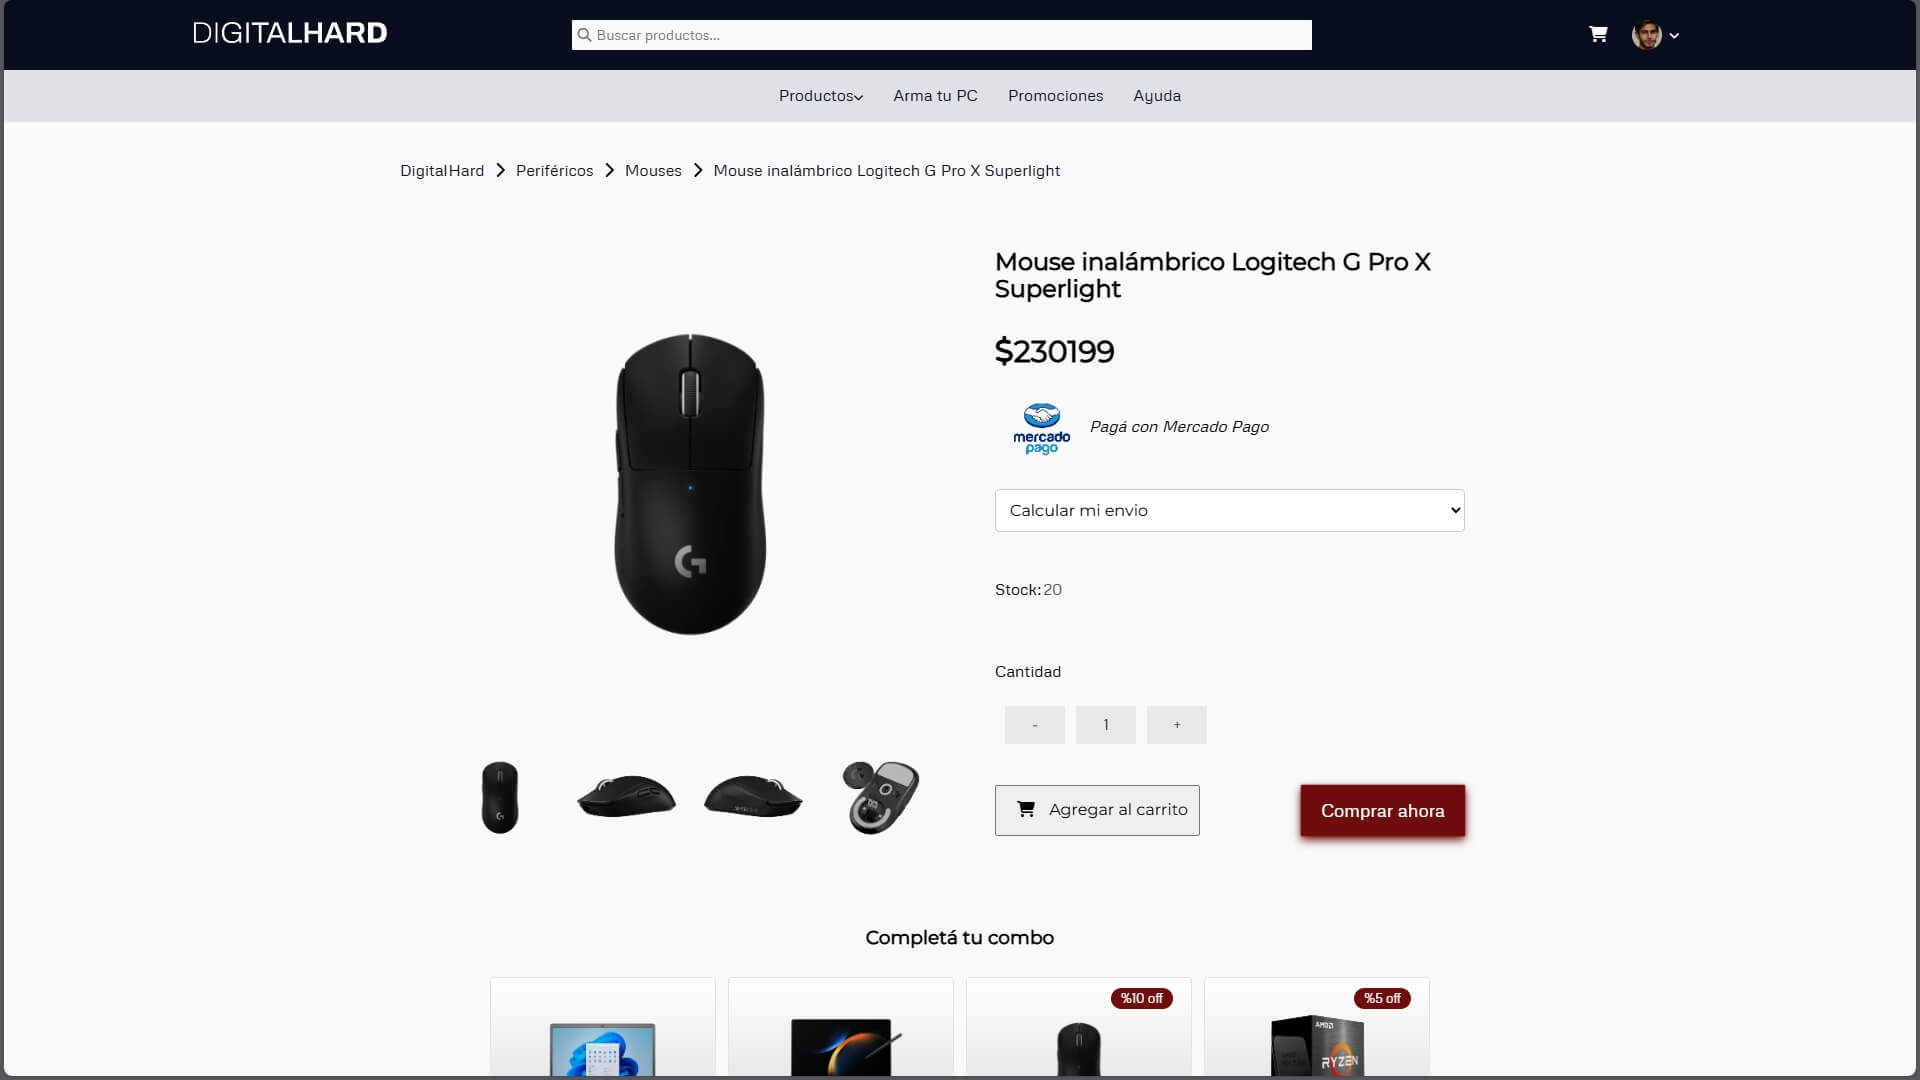 DIGITALHARD
Buscar productos...
Productos
Arma tu PC
Promociones
Ayuda
DigitalHard > Periféricos > Mouses > Mouse inalámbrico Logitech G Pro X Superlight
Mouse inalámbrico Logitech G Pro X
Superlight
$230199
mercado
pago
Pagá con Mercado Pago
Calcular mi envio
Stock: 20
Cantidad
- 1 +
Agregar al carrito
Comprar ahora
Completá tu combo
%10 off
%5 off
AMD
RYZEN